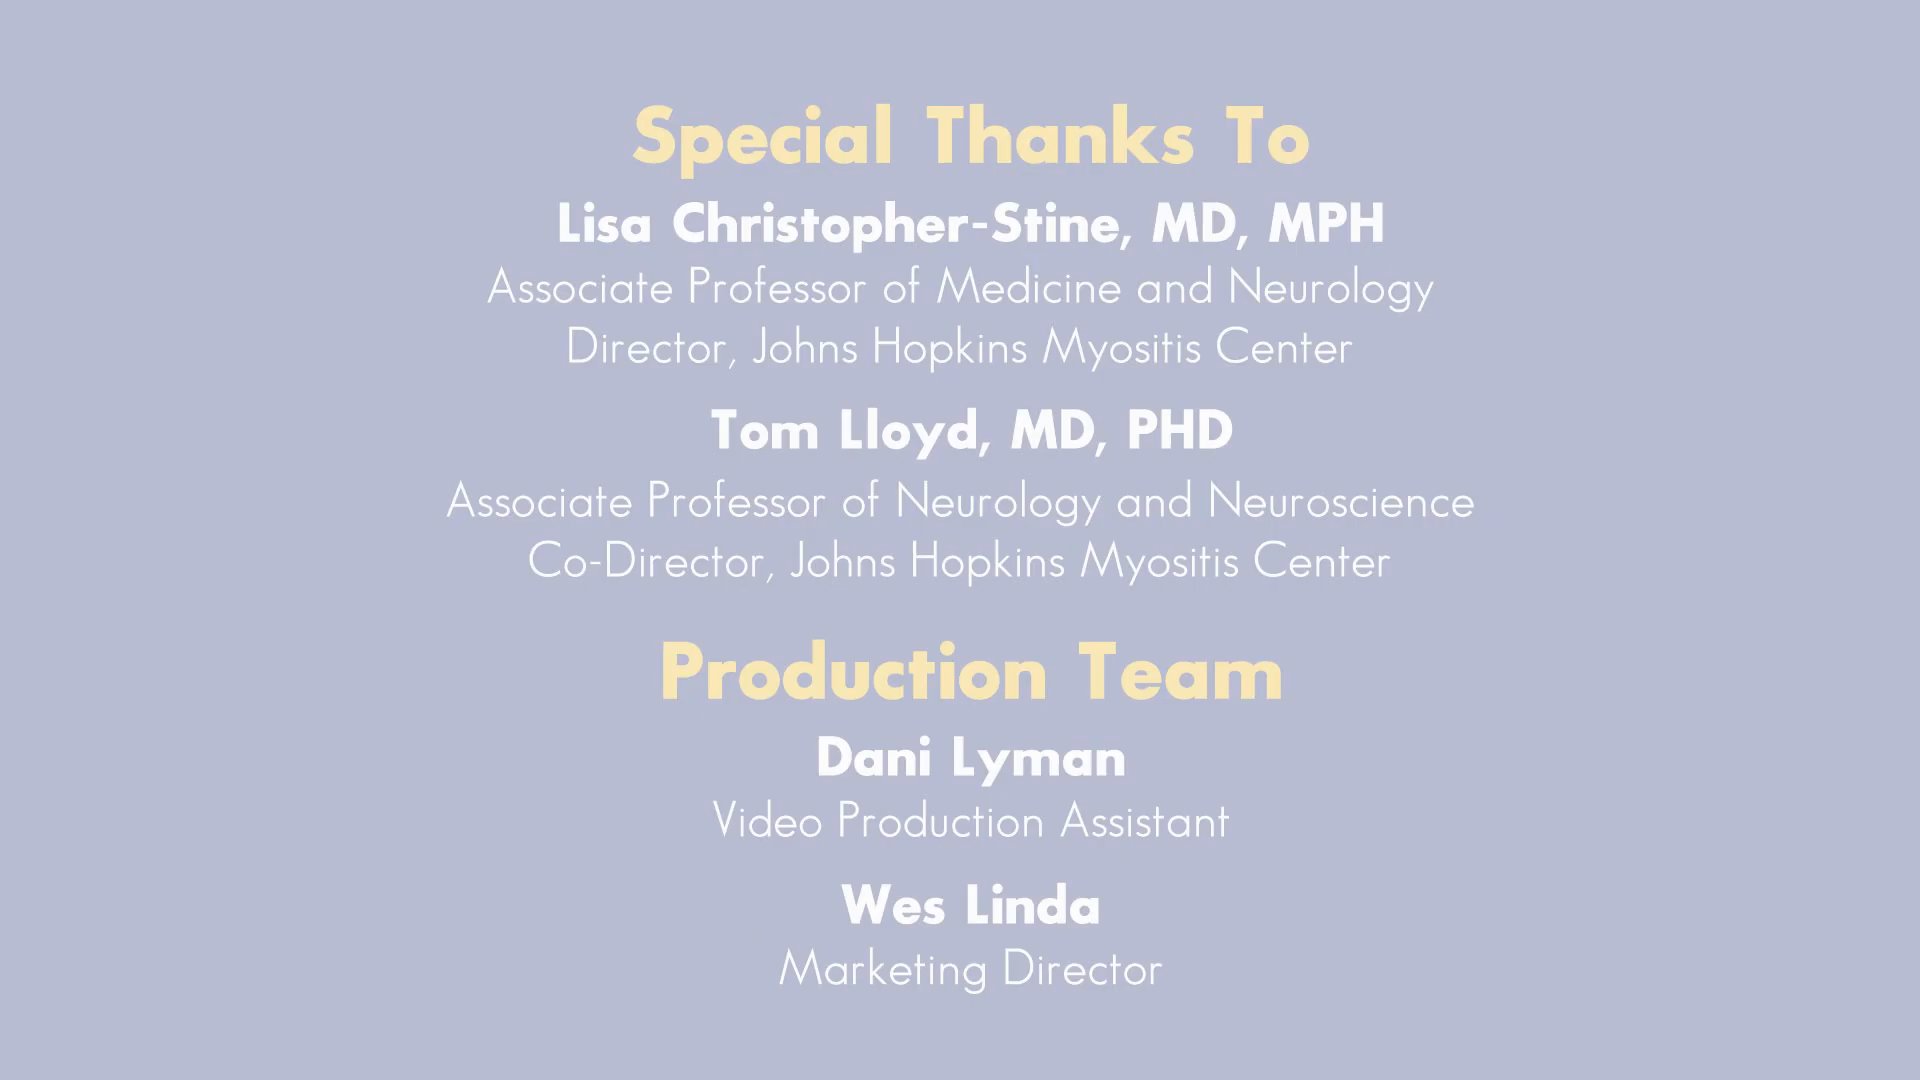 Special Thanks To
Lisa Christopher-Stine, MD, MPH
Associate Professor of Medicine and Neurology
Director, Johns Hopkins Myositis Center
Tom Lloyd, MD, PHD
Associate Professor of Neurology and Neuroscience
Co-Director, Johns Hopkins Myositis Center
Production Team
Dani Lyman
Video Production Assistant
Wes Linda
Marketing Director